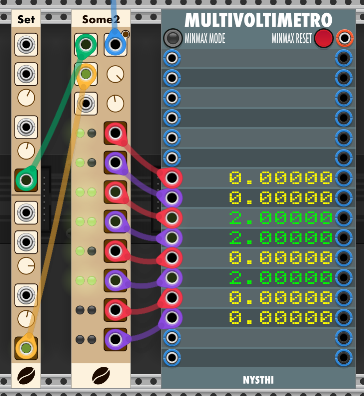 Set
Some2
MULTIVOLTIMETRO
MINMAX MODE
MINMAX RESET
0.00000
0.00000
2.00000
2.00000
0.00000
2.00000
0.00000
0.00000
NYSTHI